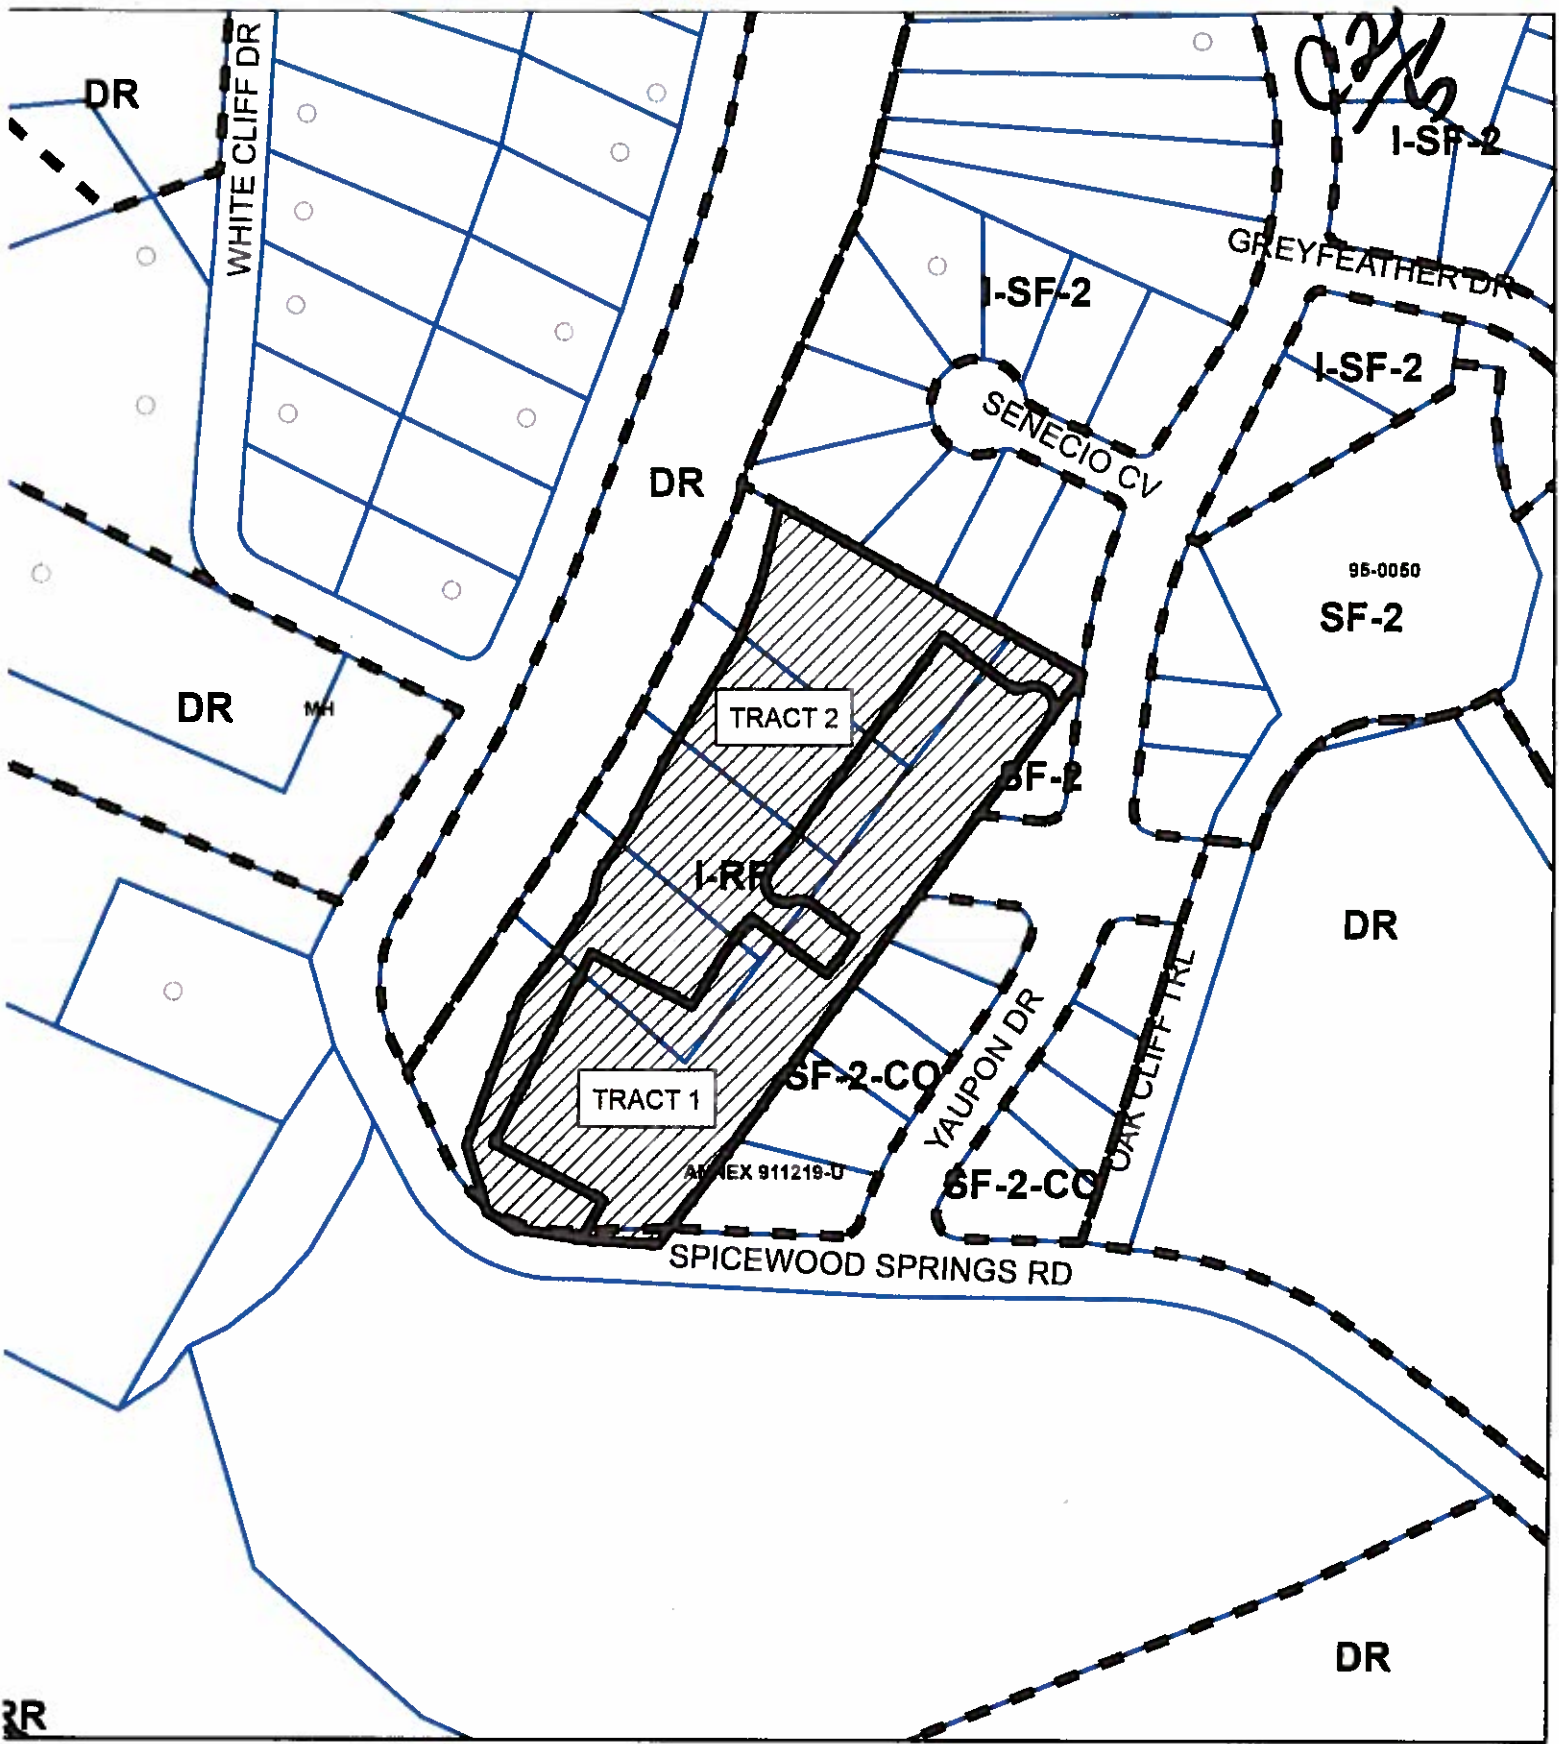 DR
WHITE CLIFF DR
C21/5
I-SF-2
GREYFEATHER DR
I-SF-2
I-SF-2
SENECIO CV
DR
95-0050
SF-2
DR
MH
TRACT 2
SF-2
I-RR
DR
SF-2-CO
YAUPON DR
OAK CLIFF TRL
TRACT 1
ANNEX 911219-U
SF-2-CO
SPICEWOOD SPRINGS RD
DR
RR